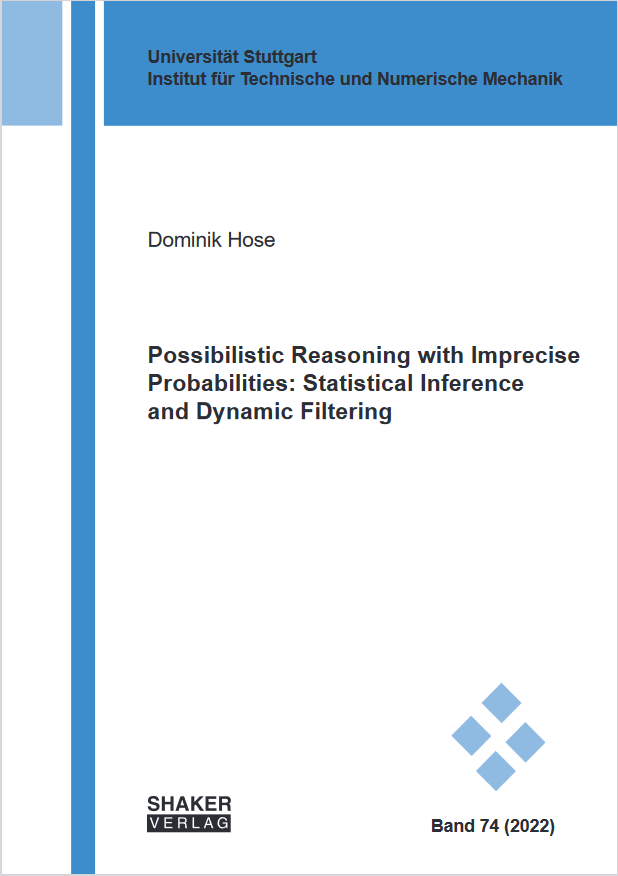 Universität Stuttgart
Institut für Technische und Numerische Mechanik
Dominik Hose
Possibilistic Reasoning with Imprecise
Probabilities: Statistical Inference
and Dynamic Filtering
SHAKER
VERLAG
Band 74 (2022)